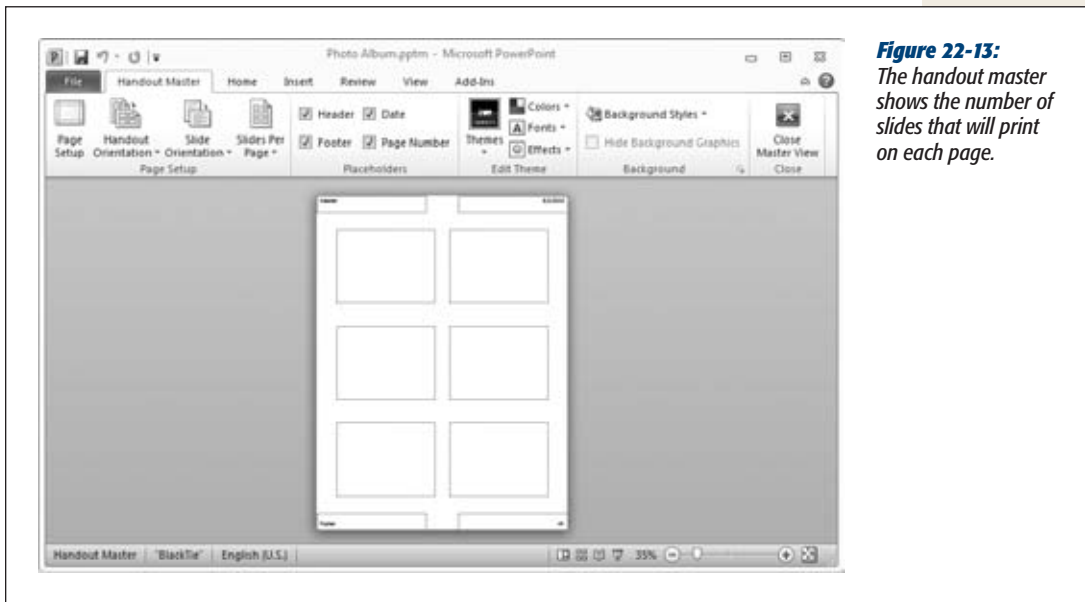 Photo Album.pptm - Microsoft PowerPoint
File Handout Master Home Insert Review View Add-Ins
Page Setup Handout Orientation Slide Orientation Slides Per Page
Header Date
Footer Page Number
Themes Colors
Fonts
Effects
Background Styles
Hide Background Graphics
Close Master View
Page Setup Placeholders Edit Theme Background Close
Header
Footer
Handout Master "BlackTie" English (U.S.) 35%
Figure 22-13:
The handout master
shows the number of
slides that will print
on each page.